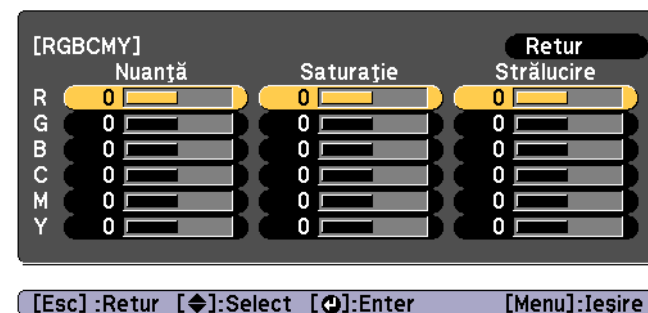 [RGBCMY] Retur
Nuanţă Saturaţie Strălucire
R 0 0 0
G 0 0 0
B 0 0 0
C 0 0 0
M 0 0 0
Y 0 0 0
[Esc] :Retur [◆]:Select [⏎]:Enter [Menu]:Ieşire